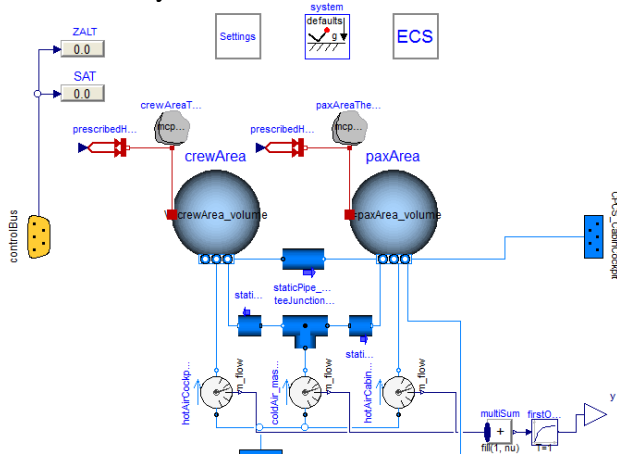 system
ZALT
0.0
Settings
defaults
g
ECS
SAT
0.0
crewAreaT...
paxAreaThe...
prescribedH...
mcp...
prescribedH...
mcp...
crewArea
paxArea
crewArea_volume
=paxArea_volume
controlBus
staticPipe_...
teeJunction...
stati...
stati...
hotAirCockp...
m_flow
coldAir_mas...
m_flow
hotAirCabin...
m_flow
multiSum
firstO...
y
+
fill(1, nu)
T=1